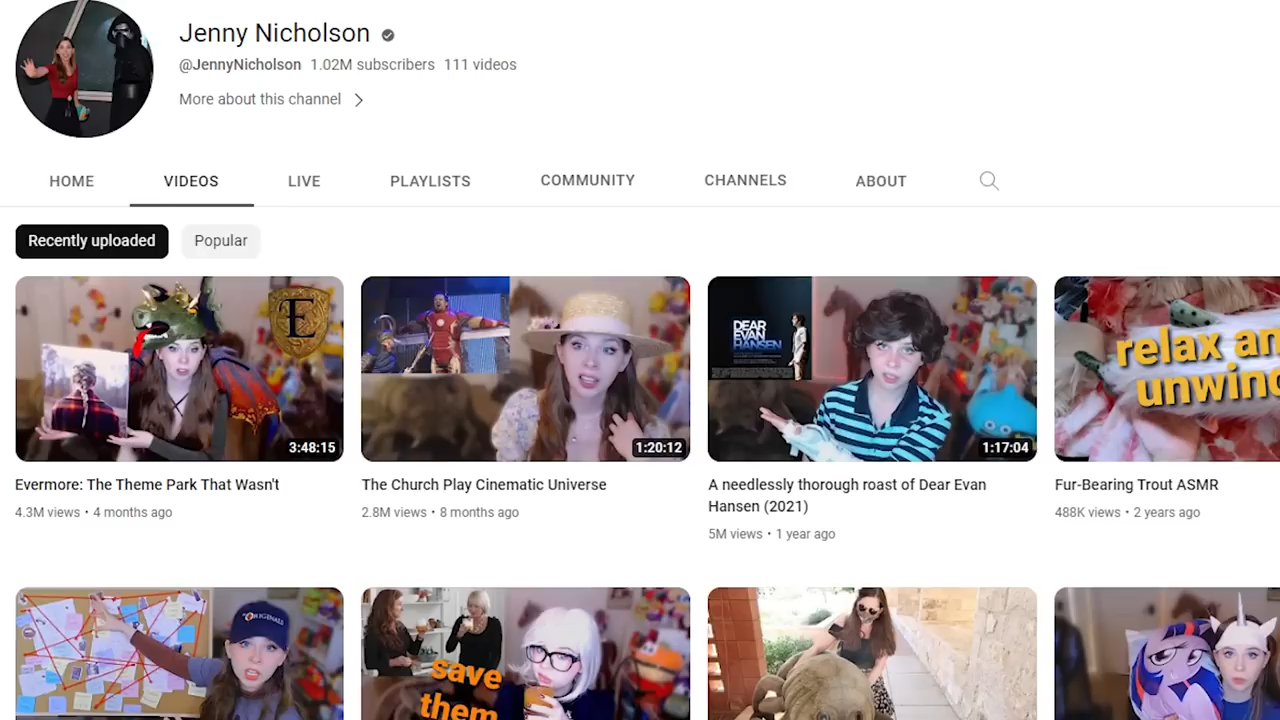 Jenny Nicholson
@JennyNicholson 1.02M subscribers 111 videos
More about this channel
HOME VIDEOS LIVE PLAYLISTS COMMUNITY CHANNELS ABOUT
Recently uploaded Popular
E
3:48:15
1:20:12
DEAR
EVAN
HANSEN
1:17:04
relax an
unwind
Evermore: The Theme Park That Wasn't
4.3M views • 4 months ago
The Church Play Cinematic Universe
2.8M views • 8 months ago
A needlessly thorough roast of Dear Evan
Hansen (2021)
5M views • 1 year ago
Fur-Bearing Trout ASMR
488K views • 2 years ago
ORIGINALS
save
them